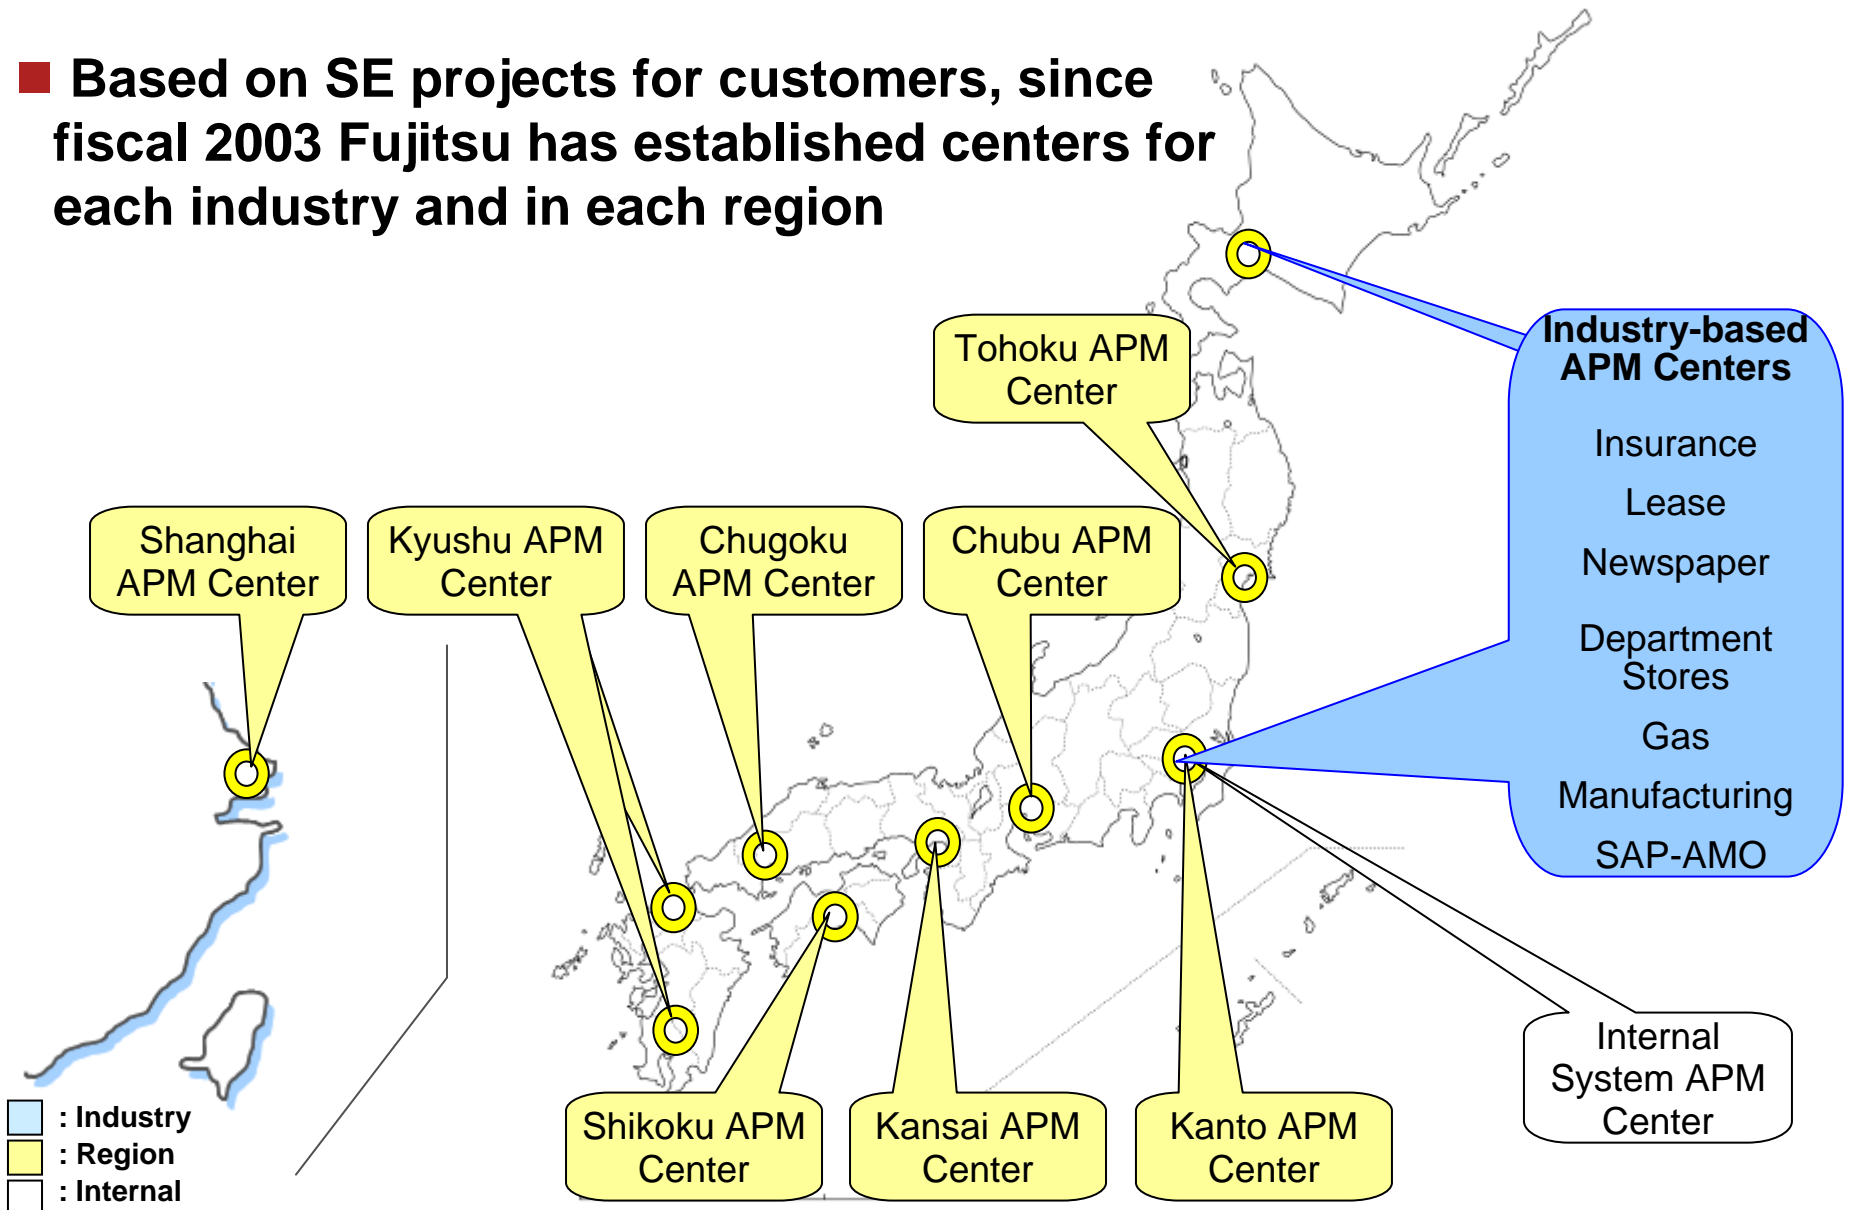 Based on SE projects for customers, since
fiscal 2003 Fujitsu has established centers for
each industry and in each region
Tohoku APM
Center
Industry-based
APM Centers
Insurance
Lease
Newspaper
Department
Stores
Gas
Manufacturing
SAP-AMO
Shanghai
APM Center
Kyushu APM
Center
Chugoku
APM Center
Chubu APM
Center
Internal
System APM
Center
Shikoku APM
Center
Kansai APM
Center
Kanto APM
Center
: Industry
: Region
: Internal